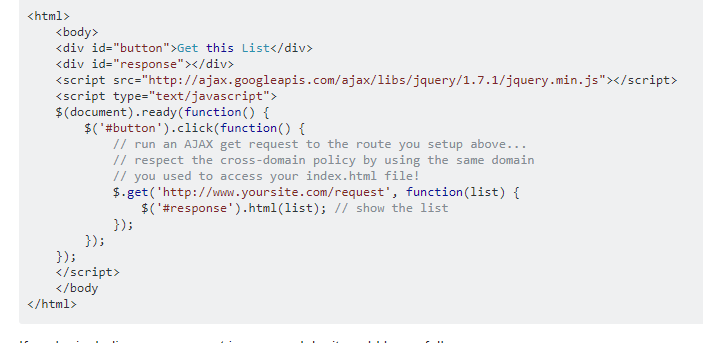 <html>
<body>
<div id="button">Get this List</div>
<div id="response"></div>
<script src="http://ajax.googleapis.com/ajax/libs/jquery/1.7.1/jquery.min.js"></script>
<script type="text/javascript">
$(document).ready(function() {
$('#button').click(function() {
// run an AJAX get request to the route you setup above...
// respect the cross-domain policy by using the same domain
// you used to access your index.html file!
$.get('http://www.yoursite.com/request', function(list) {
$('#response').html(list); // show the list
});
});
});
</script>
</body
</html>